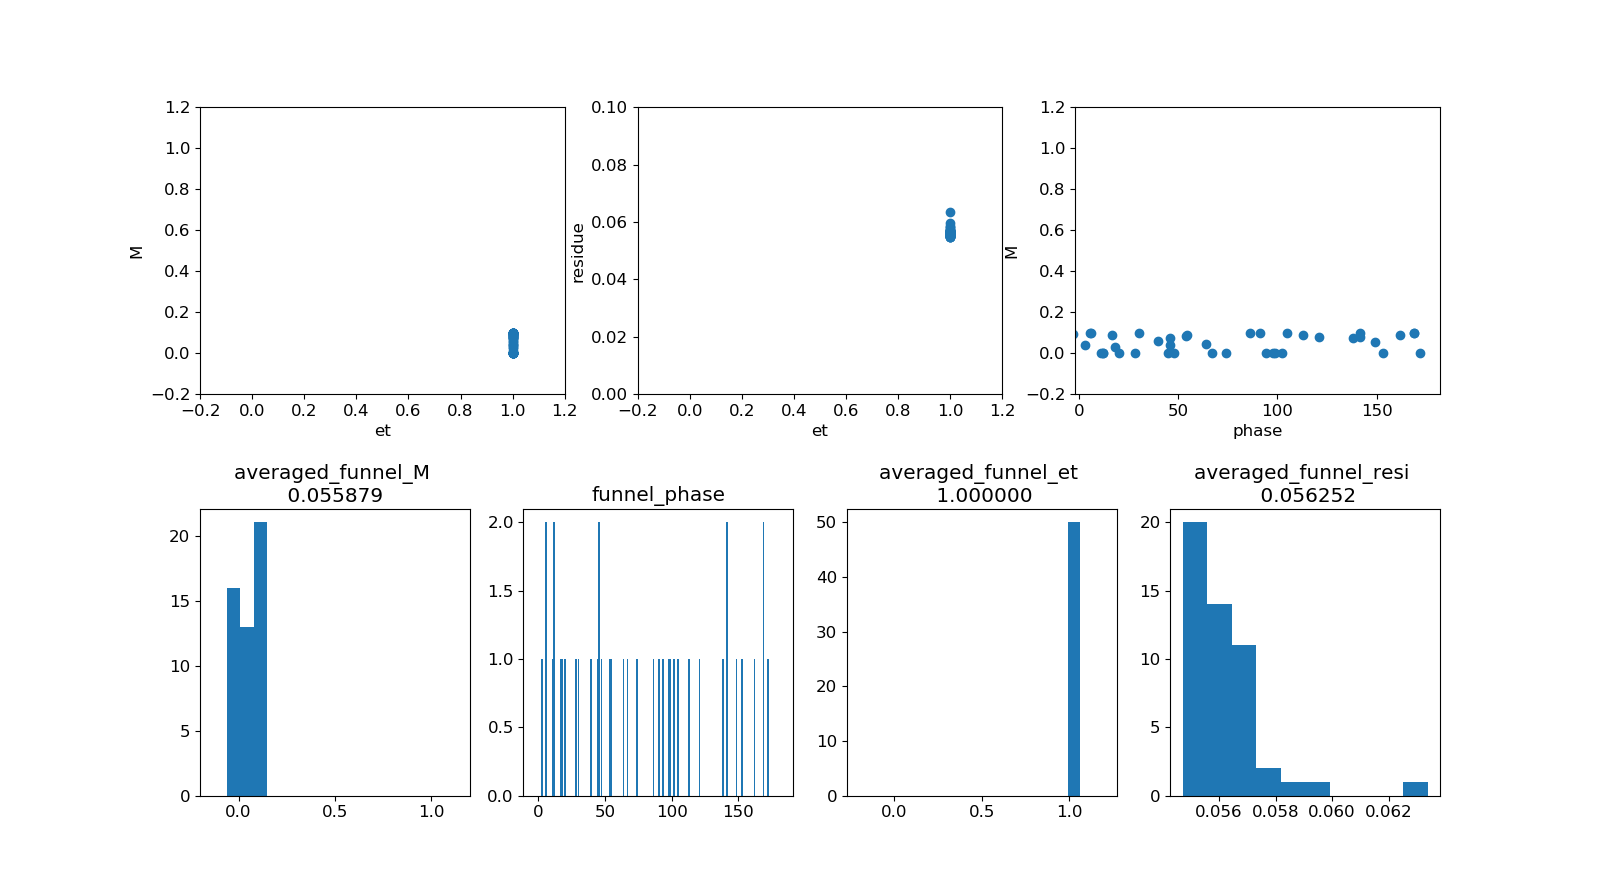 1.2
1.0
0.8
0.6
0.4
0.2
0.0
−0.2
M
−0.2 0.0 0.2 0.4 0.6 0.8 1.0 1.2
et
0.10
0.08
0.06
0.04
0.02
0.00
residue
−0.2 0.0 0.2 0.4 0.6 0.8 1.0 1.2
et
1.2
1.0
0.8
0.6
0.4
0.2
0.0
−0.2
M
0 50 100 150
phase
averaged_funnel_M
0.055879
20
15
10
5
0
0.0 0.5 1.0
funnel_phase
2.0
1.5
1.0
0.5
0.0
0 50 100 150
averaged_funnel_et
1.000000
50
40
30
20
10
0
0.0 0.5 1.0
averaged_funnel_resi
0.056252
20
15
10
5
0
0.056 0.058 0.060 0.062